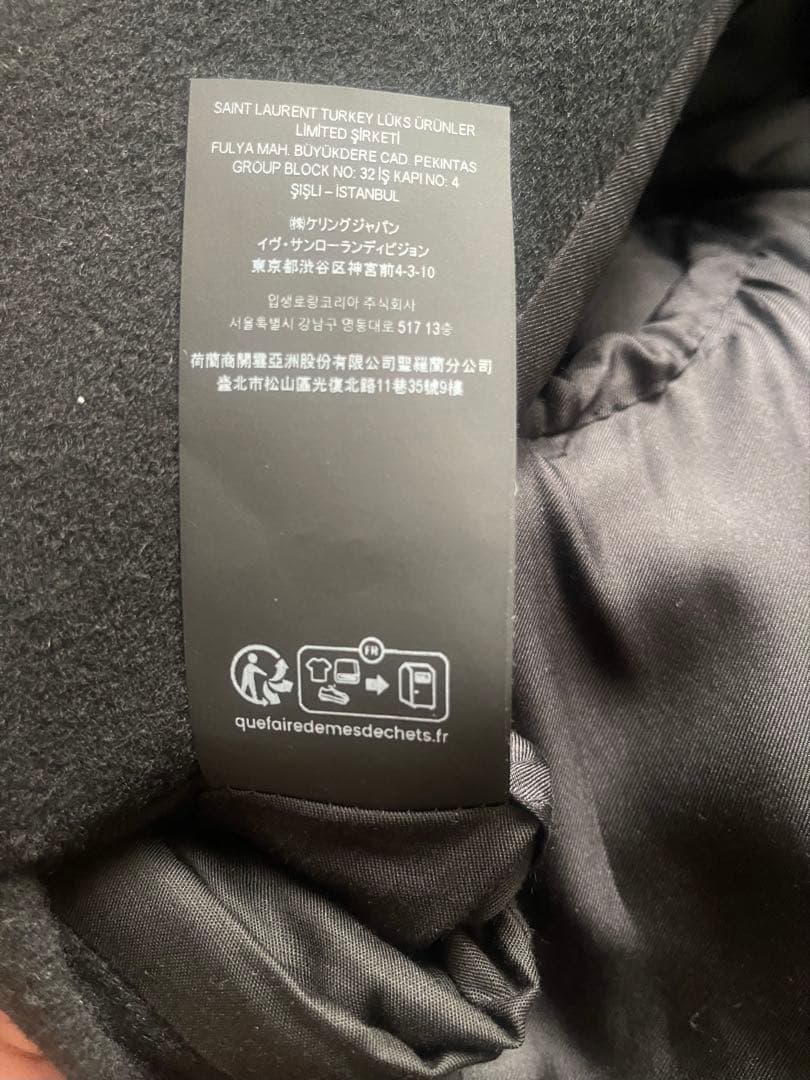 SAINT LAURENT TURKEY LÜKS ÜRÜNLER
LİMİTED ŞİRKETİ
FULYA MAH. BÜYÜKDERE CAD. PEKINTAS
GROUP BLOCK NO: 32 İŞ KAPI NO: 4
ŞIŞLI – İSTANBUL
㈱ケリングジャパン
イヴ・サンローランディビジョン
東京都渋谷区神宮前4-3-10
입생로랑코리아 주식회사
서울특별시 강남구 영동대로 517 13층
荷蘭商開雲亞洲股份有限公司聖羅蘭分公司
臺北市松山區光復北路11巷35號9樓
FR
quefairedemesdechets.fr